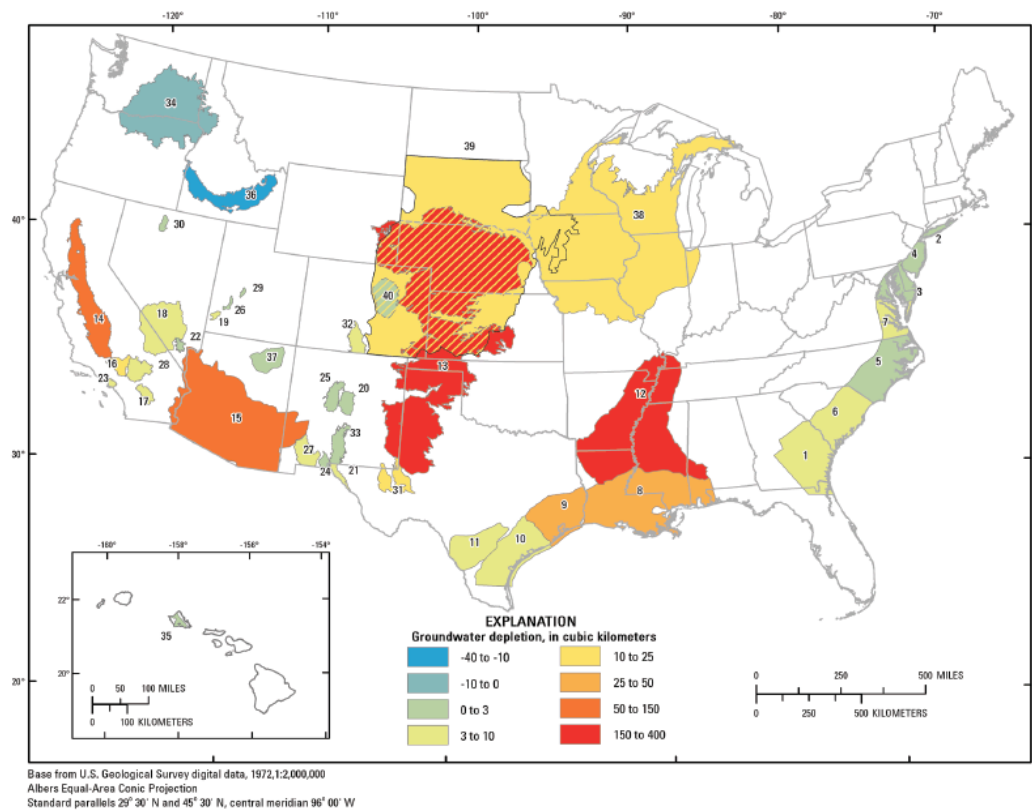 -120° -110° -100° -90° -80° -70°
34
39
36
38
40°
30
2
4
29
40
3
26
18
19
7
14
32
22
37
5
16
28
13
23
25
20
12
17
15
6
33
27
1
30°
24
21
31
8
9
11
10
-160° -158° -156° -154°
22°
35
20°
0 50 100 MILES
0 100 KILOMETERS
20°
EXPLANATION
Groundwater depletion, in cubic kilometers
-40 to -10
-10 to 0
0 to 3
3 to 10
10 to 25
25 to 50
50 to 150
150 to 400
0 250 500 MILES
0 250 500 KILOMETERS
Base from U.S. Geological Survey digital data, 1972,1:2,000,000
Albers Equal-Area Conic Projection
Standard parallels 29° 30' N and 45° 30' N, central meridian 96° 00' W